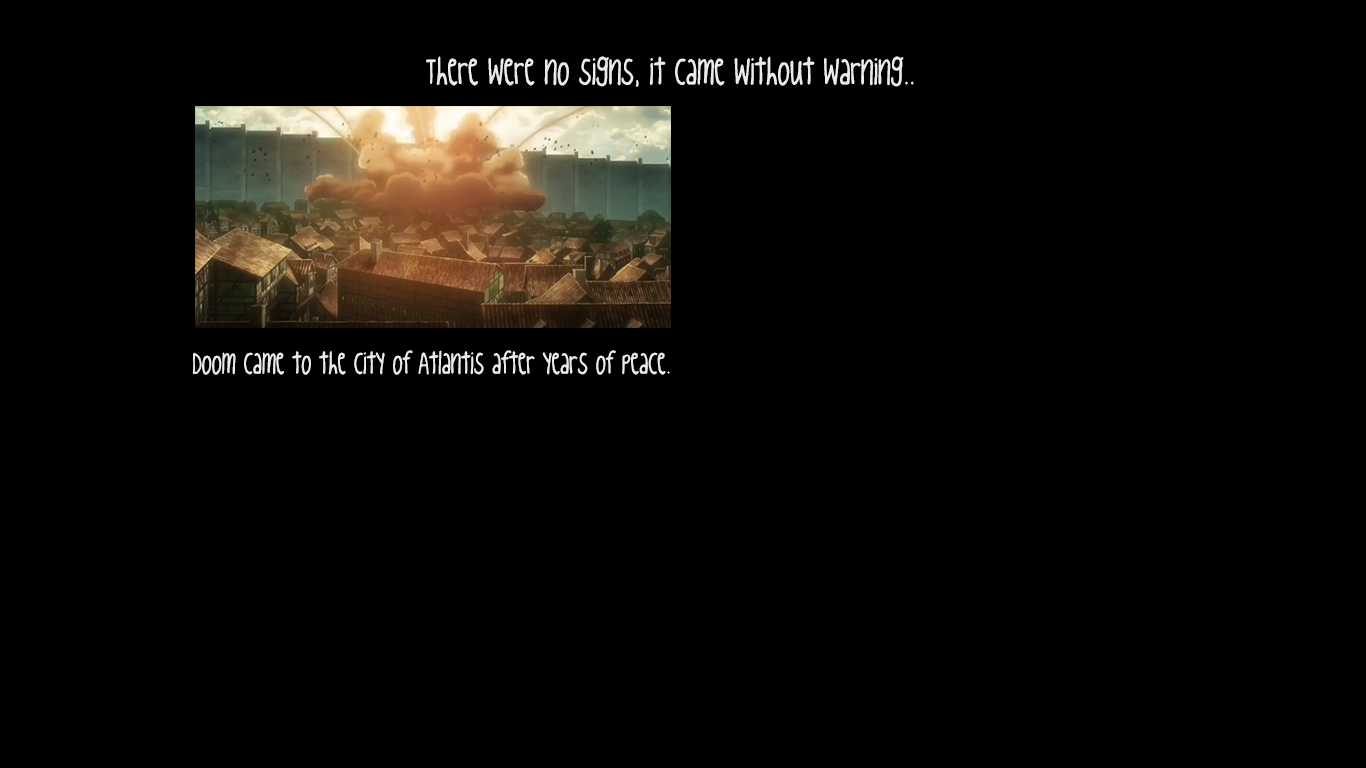 There Were no Signs, it Came Without Warning..
Doom Came to the City of Atlantis after Years of Peace.